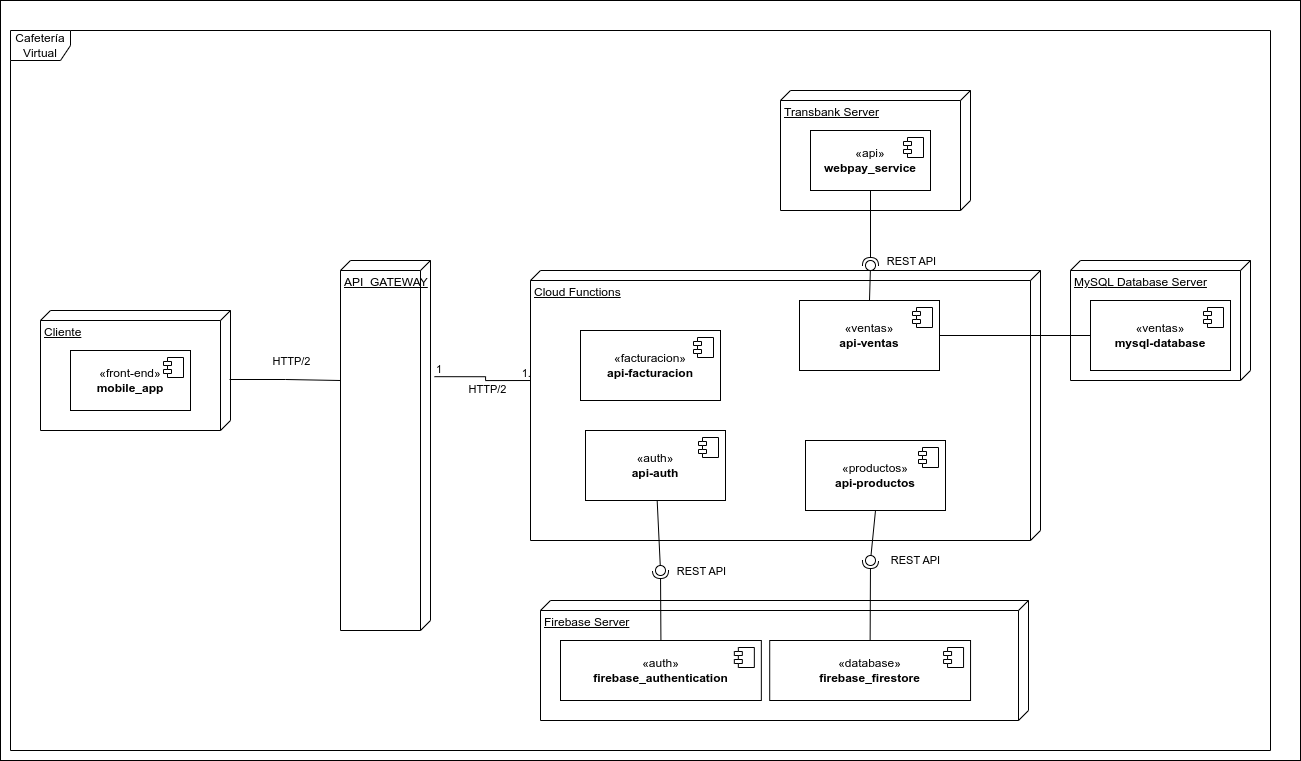 Cafetería
Virtual
Transbank Server
«api»
webpay_service
REST API
API_GATEWAY
MySQL Database Server
Cloud Functions
«ventas»
api-ventas
«ventas»
mysql-database
Cliente
«front-end»
mobile_app
HTTP/2
«facturacion»
api-facturacion
1
1.
HTTP/2
«auth»
api-auth
«productos»
api-productos
REST API
REST API
Firebase Server
«auth»
firebase_authentication
«database»
firebase_firestore